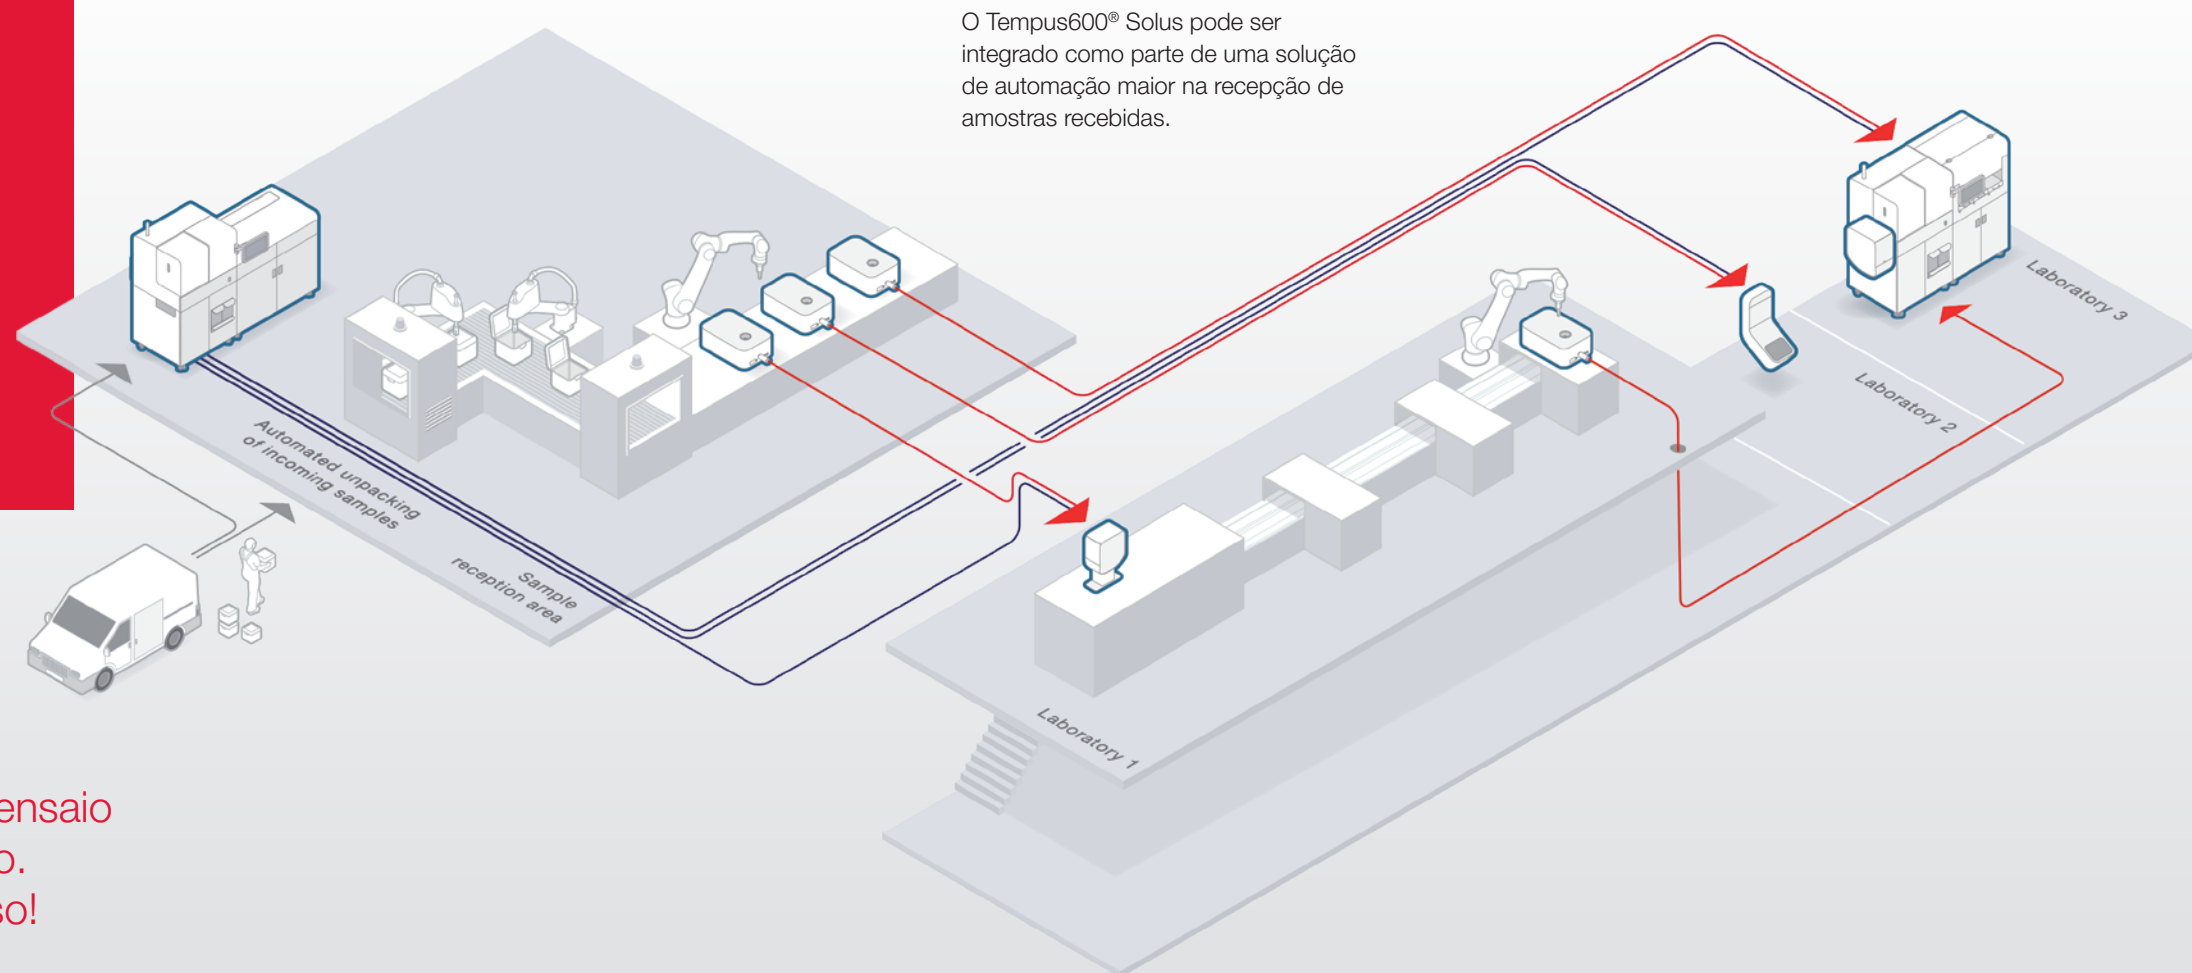 O Tempus600® Solus pode ser
integrado como parte de uma solução
de automação maior na recepção de
amostras recebidas.
Laboratory 3
Laboratory 2
Automated unpacking
of incoming samples
Sample
reception area
Laboratory 1
ensaio
o.
so!